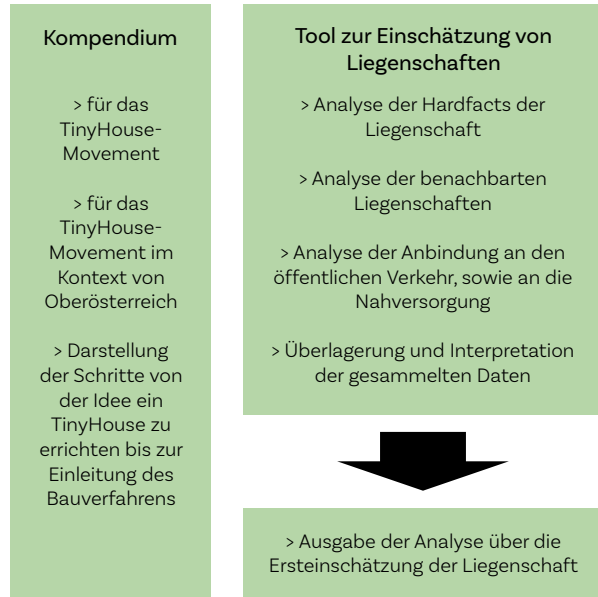 Kompendium
> für das
TinyHouse-
Movement
> für das
TinyHouse-
Movement im
Kontext von
Oberösterreich
> Darstellung
der Schritte von
der Idee ein
TinyHouse zu
errichten bis zur
Einleitung des
Bauverfahrens
Tool zur Einschätzung von
Liegenschaften
> Analyse der Hardfacts der
Liegenschaft
> Analyse der benachbarten
Liegenschaften
> Analyse der Anbindung an den
öffentlichen Verkehr, sowie an die
Nahversorgung
> Überlagerung und Interpretation
der gesammelten Daten
> Ausgabe der Analyse über die
Ersteinschätzung der Liegenschaft